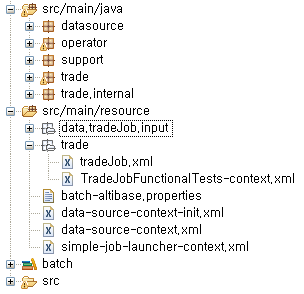 src/main/java
datasource
operator
support
trade
trade,internal
src/main/resource
data,tradeJob,input
trade
tradeJob,xml
TradeJobFunctionalTests-context,xml
batch-altibase,properties
data-source-context-init,xml
data-source-context,xml
simple-job-launcher-context,xml
batch
src